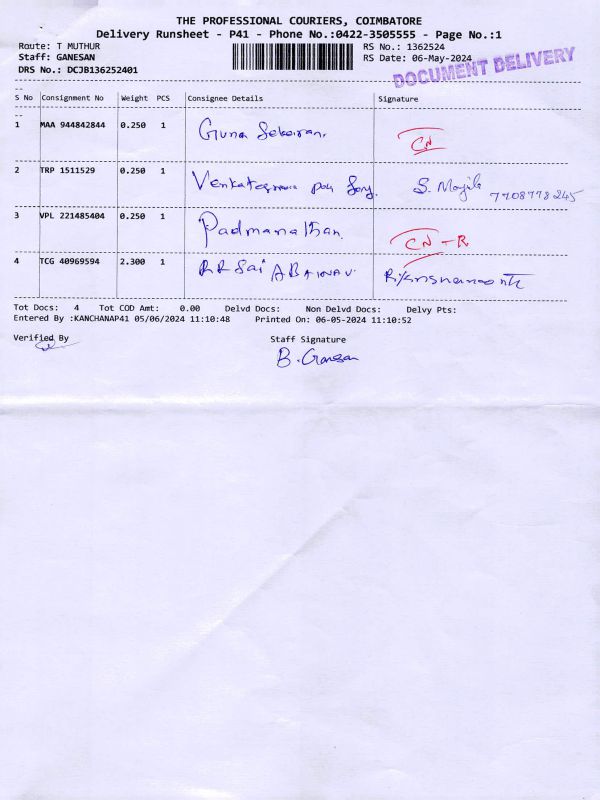 THE PROFESSIONAL COURIERS, COIMBATORE
Delivery Runsheet - P41 - Phone No.:0422-3505555 - Page No.:1
Route: T MUTHUR RS No.: 1362524
Staff: GANESAN RS Date: 06-May-2024
DRS No.: DCJB136252401
DOCUMENT DELIVERY
S No Consignment No Weight PCS Consignee Details Signature
1 MAA 944842844 0.250 1 Guna Sekaran. CN
2 TRP 1511529 0.250 1 S. 7708778245
3 VPL 221485404 0.250 1 Padmanathan. CN-R
4 TCG 40969594 2.300 1 RR Sai
Tot Docs: 4 Tot COD Amt: 0.00 Delvd Docs: Non Delvd Docs: Delvy Pts:
Entered By :KANCHANAP41 05/06/2024 11:10:48 Printed On: 06-05-2024 11:10:52
Verified By Staff Signature
B. Ganesan